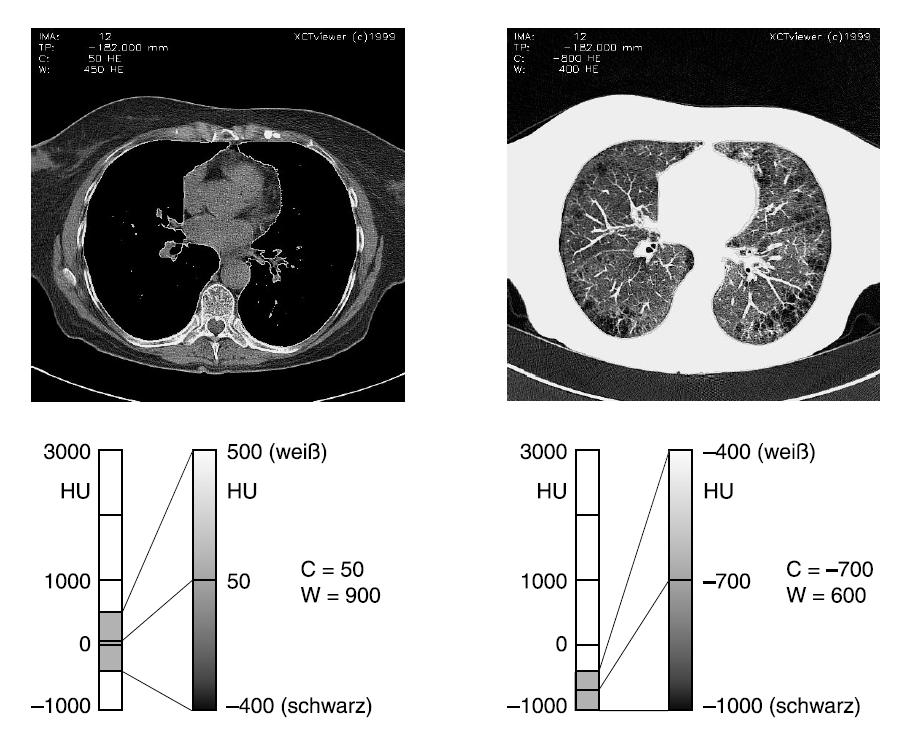 IMA: 12 XCTviewer (c)1999
TP: -182.000 mm
C: 50 HE
W: 450 HE
IMA: 12 XCTviewer (c)1999
TP: -182.000 mm
C: -800 HE
W: 400 HE
3000
HU
1000
0
–1000
500 (weiß)
HU
50
–400 (schwarz)
C = 50
W = 900
3000
HU
1000
0
–1000
–400 (weiß)
HU
–700
–1000 (schwarz)
C = –700
W = 600